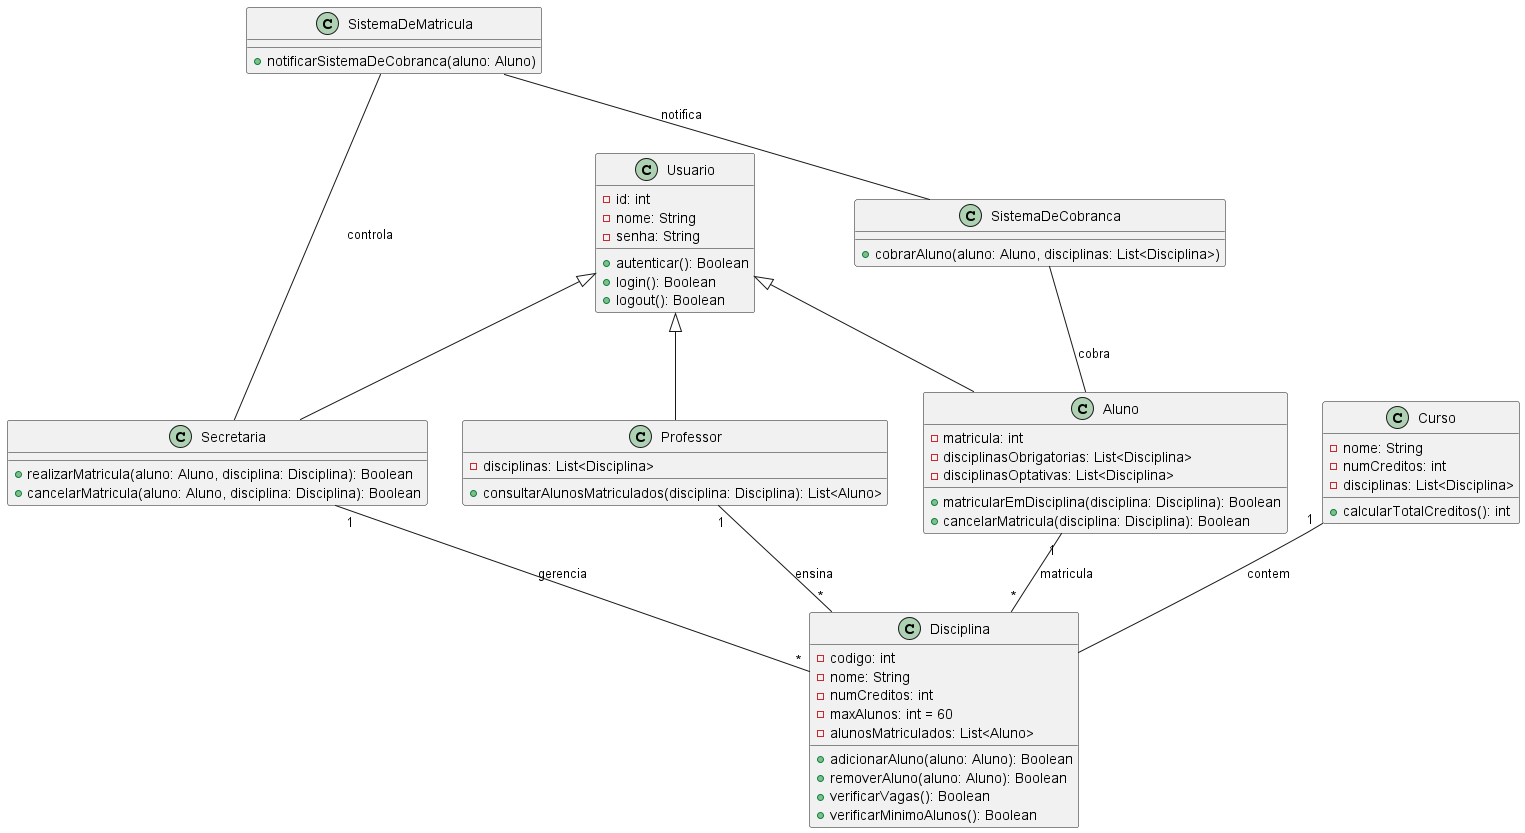 C SistemaDeMatricula
notificarSistemaDeCobranca(aluno: Aluno)
notifica
controla
C Usuario
id: int
nome: String
senha: String
autenticar(): Boolean
login(): Boolean
logout(): Boolean
C SistemaDeCobranca
cobrarAluno(aluno: Aluno, disciplinas: List<Disciplina>)
cobra
C Secretaria
realizarMatricula(aluno: Aluno, disciplina: Disciplina): Boolean
cancelarMatricula(aluno: Aluno, disciplina: Disciplina): Boolean
C Professor
disciplinas: List<Disciplina>
consultarAlunosMatriculados(disciplina: Disciplina): List<Aluno>
C Aluno
matricula: int
disciplinasObrigatorias: List<Disciplina>
disciplinasOptativas: List<Disciplina>
matricularEmDisciplina(disciplina: Disciplina): Boolean
cancelarMatricula(disciplina: Disciplina): Boolean
C Curso
nome: String
numCreditos: int
disciplinas: List<Disciplina>
calcularTotalCreditos(): int
1
gerencia
*
1
ensina
*
1
matricula
*
1
contem
C Disciplina
codigo: int
nome: String
numCreditos: int
maxAlunos: int = 60
alunosMatriculados: List<Aluno>
adicionarAluno(aluno: Aluno): Boolean
removerAluno(aluno: Aluno): Boolean
verificarVagas(): Boolean
verificarMinimoAlunos(): Boolean